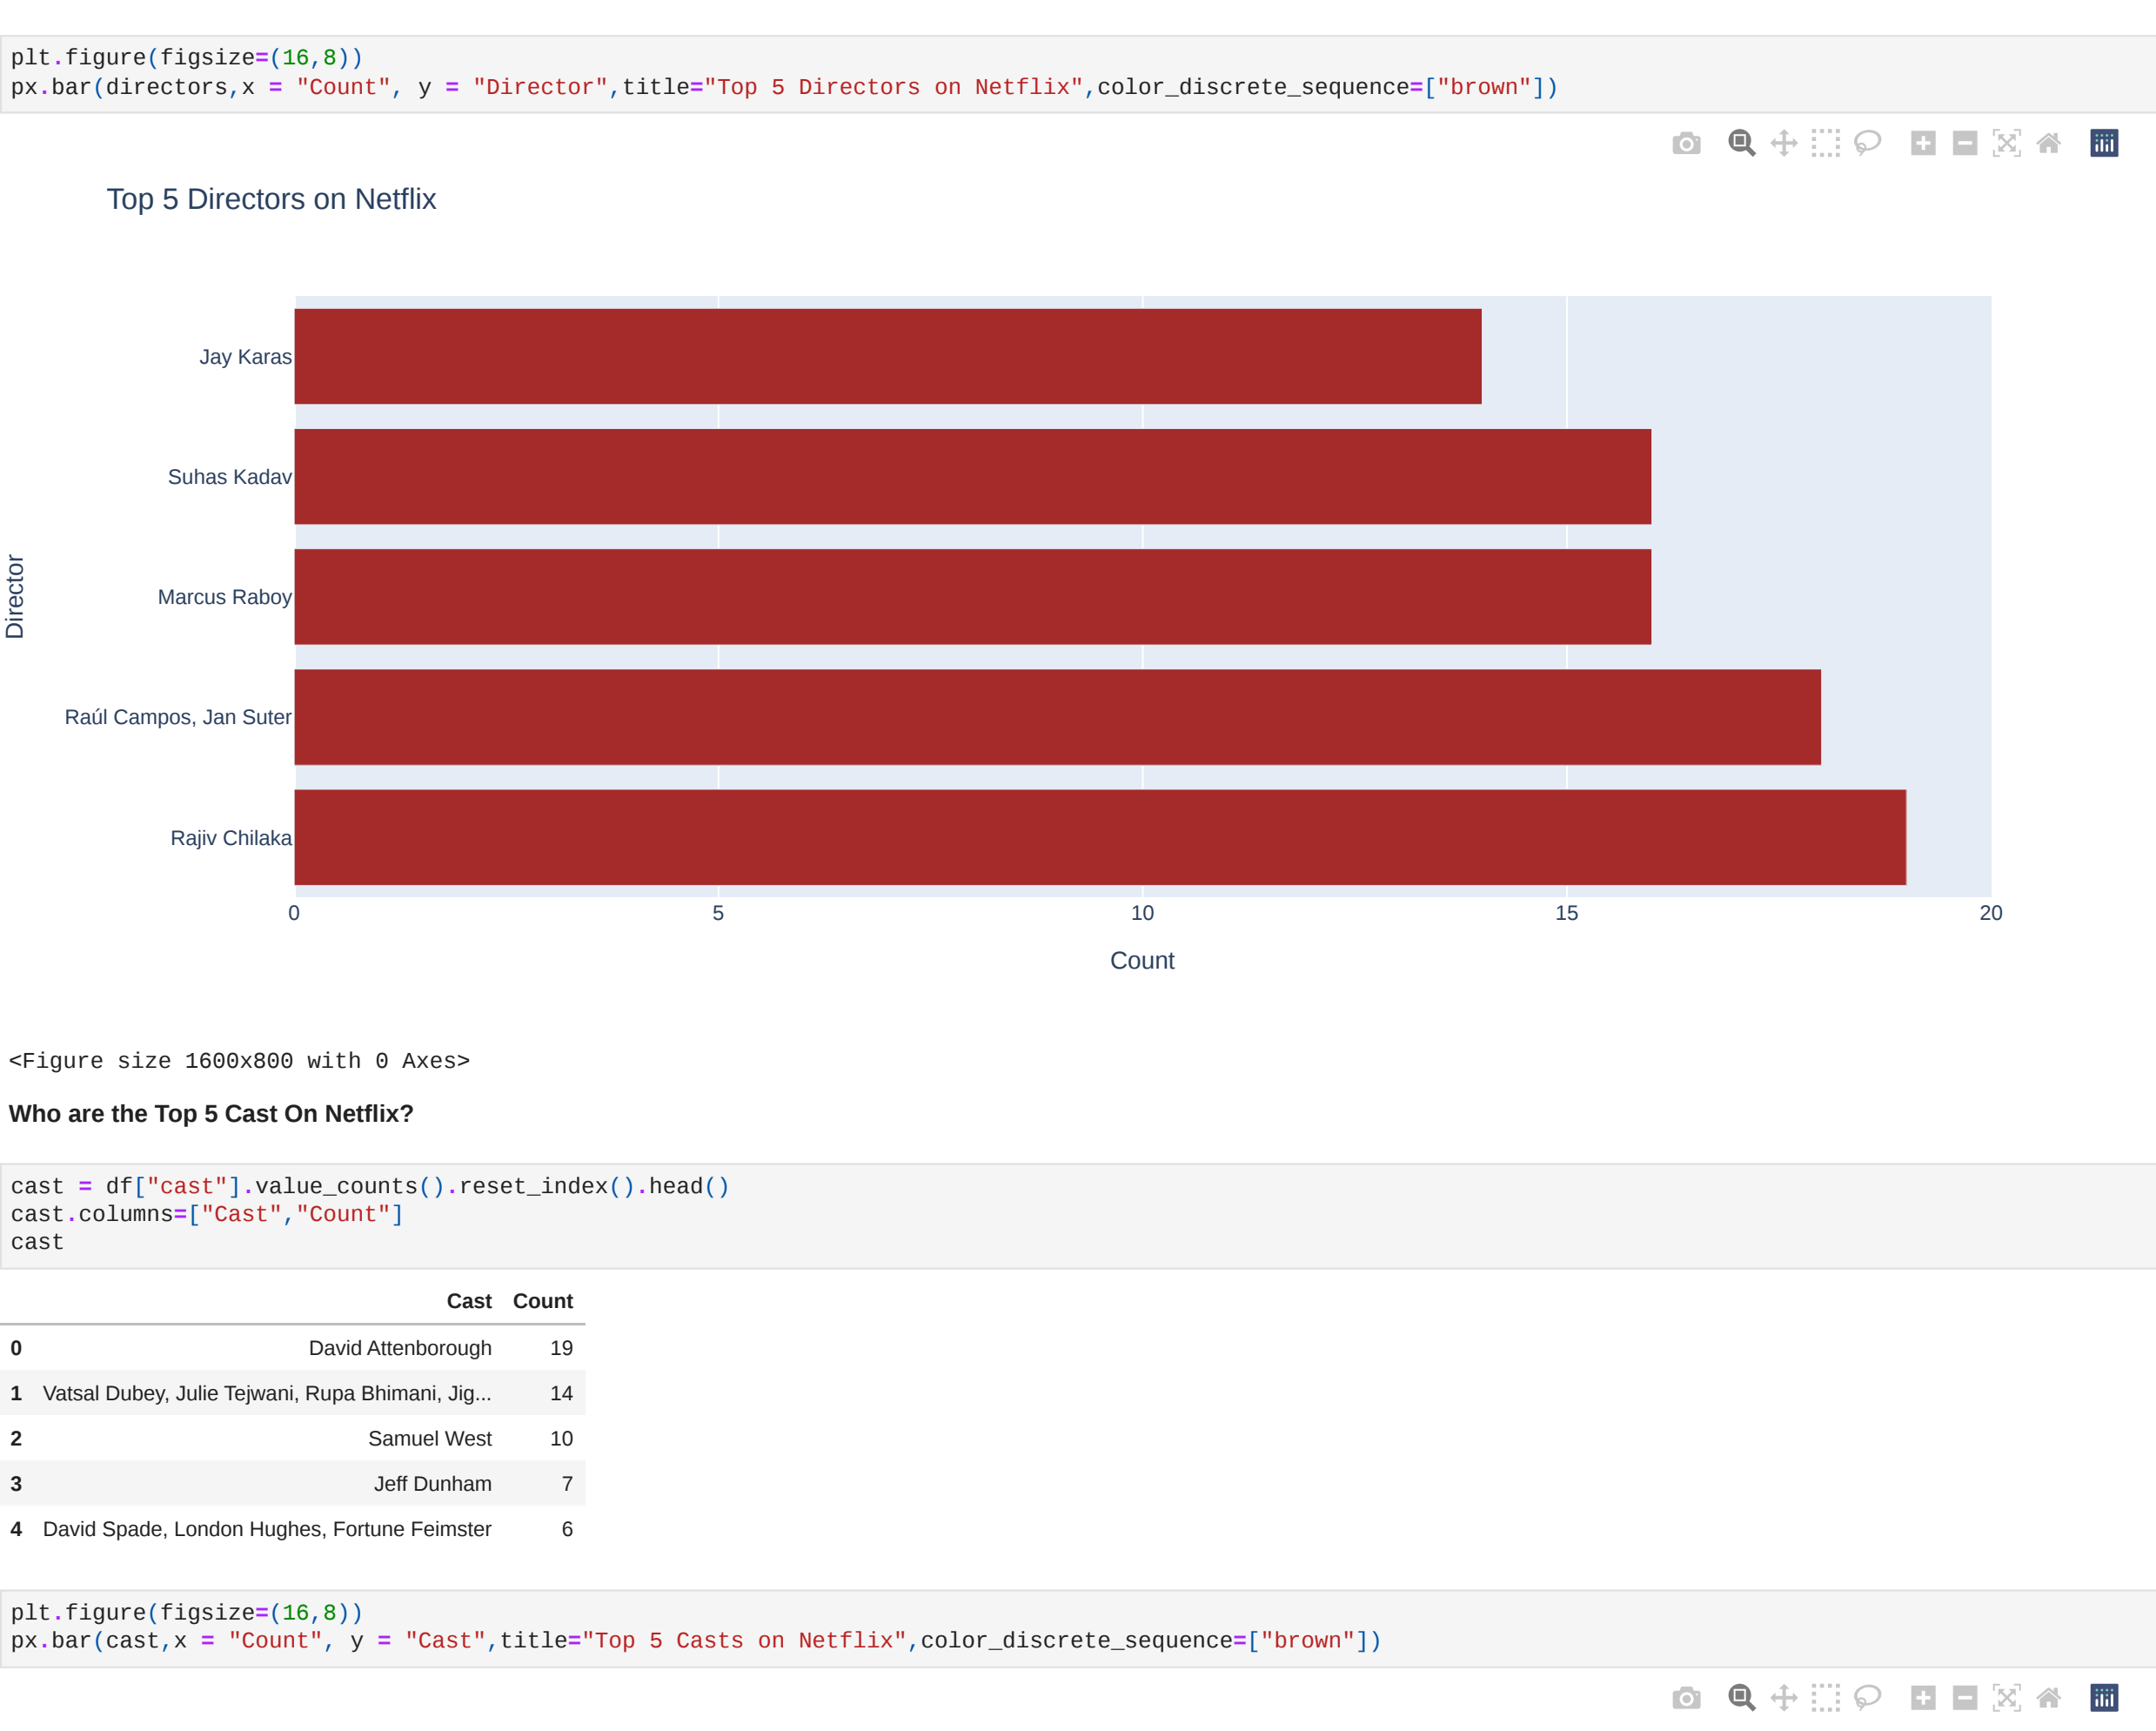 plt.figure(figsize=(16,8))
px.bar(directors,x = "Count", y = "Director",title="Top 5 Directors on Netflix",color_discrete_sequence=["brown"])
Top 5 Directors on Netflix
Director
Jay Karas
Suhas Kadav
Marcus Raboy
Raúl Campos, Jan Suter
Rajiv Chilaka
0 5 10 15 20
Count
<Figure size 1600x800 with 0 Axes>
Who are the Top 5 Cast On Netflix?
cast = df["cast"].value_counts().reset_index().head()
cast.columns=["Cast","Count"]
cast
Cast Count
0 David Attenborough 19
1 Vatsal Dubey, Julie Tejwani, Rupa Bhimani, Jig... 14
2 Samuel West 10
3 Jeff Dunham 7
4 David Spade, London Hughes, Fortune Feimster 6
plt.figure(figsize=(16,8))
px.bar(cast,x = "Count", y = "Cast",title="Top 5 Casts on Netflix",color_discrete_sequence=["brown"])